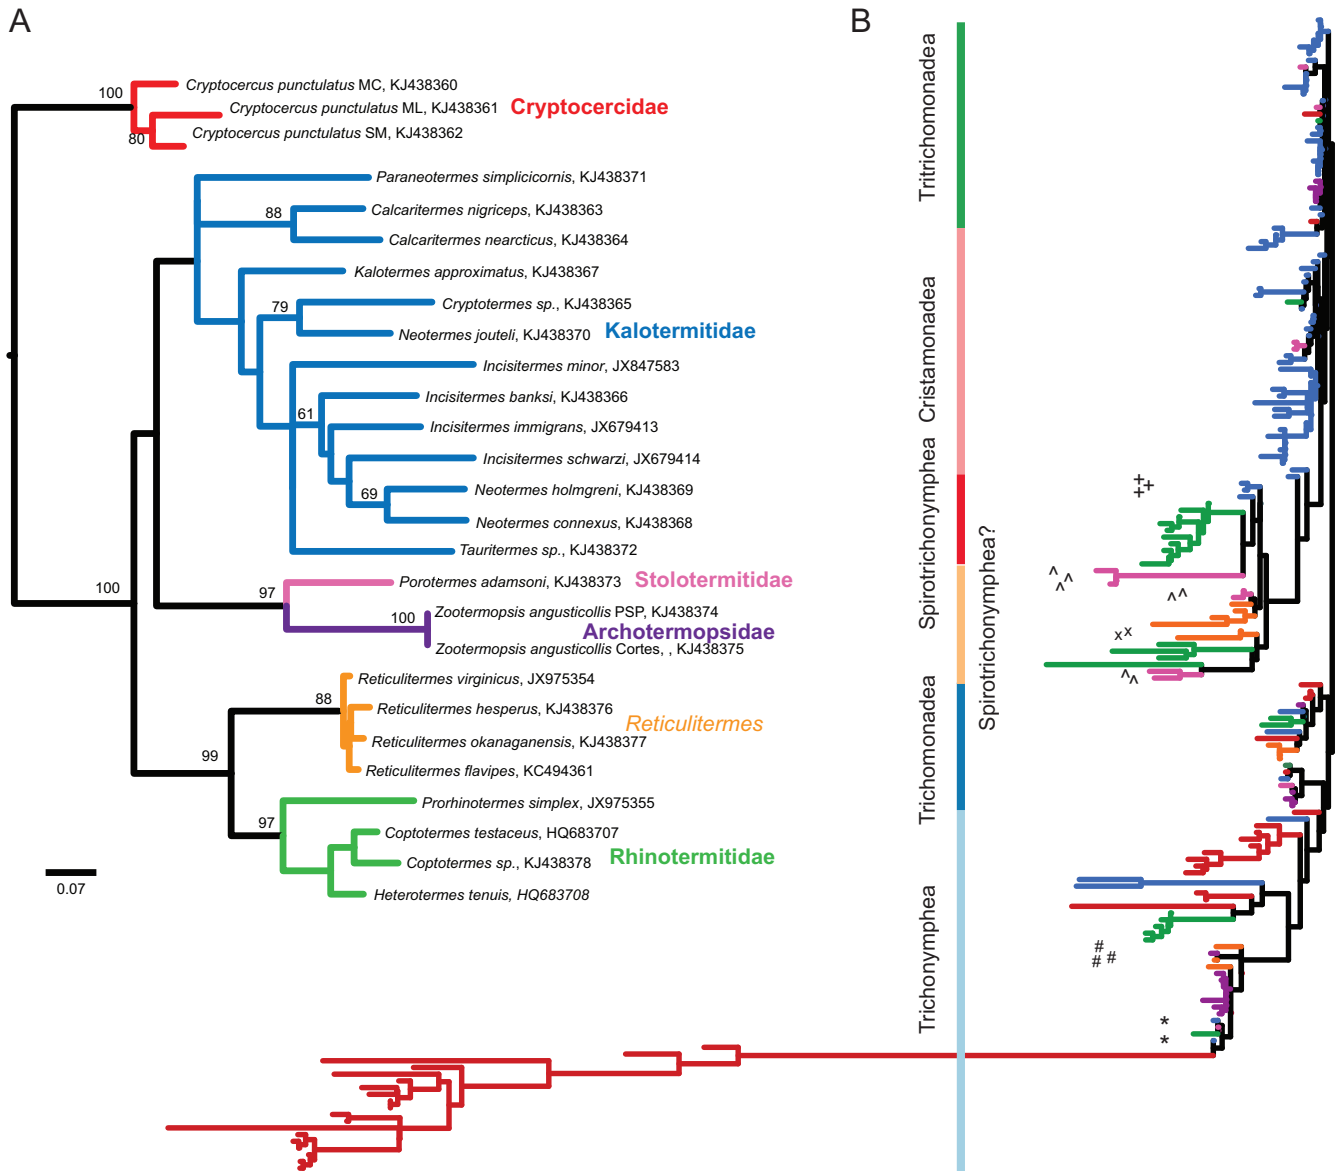 A
B
100
Cryptocercus punctulatus MC, KJ438360
Cryptocercus punctulatus ML, KJ438361
Cryptocercidae
80
Cryptocercus punctulatus SM, KJ438362
Paraneotermes simplicicornis, KJ438371
88
Calcaritermes nigriceps, KJ438363
Calcaritermes nearcticus, KJ438364
Kalotermes approximatus, KJ438367
79
Cryptotermes sp., KJ438365
Neotermes jouteli, KJ438370
Kalotermitidae
Incisitermes minor, JX847583
61
Incisitermes banksi, KJ438366
Incisitermes immigrans, JX679413
Incisitermes schwarzi, JX679414
69
Neotermes holmgreni, KJ438369
Neotermes connexus, KJ438368
Tauritermes sp., KJ438372
100
97
Porotermes adamsoni, KJ438373
Stolotermitidae
100
Zootermopsis angusticollis PSP, KJ438374
Archotermopsidae
Zootermopsis angusticollis Cortes, , KJ438375
Reticulitermes virginicus, JX975354
88
Reticulitermes hesperus, KJ438376
Reticulitermes
99
Reticulitermes okanaganensis, KJ438377
Reticulitermes flavipes, KC494361
97
Prorhinotermes simplex, JX975355
Coptotermes testaceus, HQ683707
Coptotermes sp., KJ438378
Rhinotermitidae
Heterotermes tenuis, HQ683708
0.07
Tritrichomonadea
Cristamonadea
Spirotrichonymphea
Spirotrichonymphea?
Trichomonadea
Trichonymphea
‡+
+
^
^ ^
^^
xx
^^
#
# #
*
*